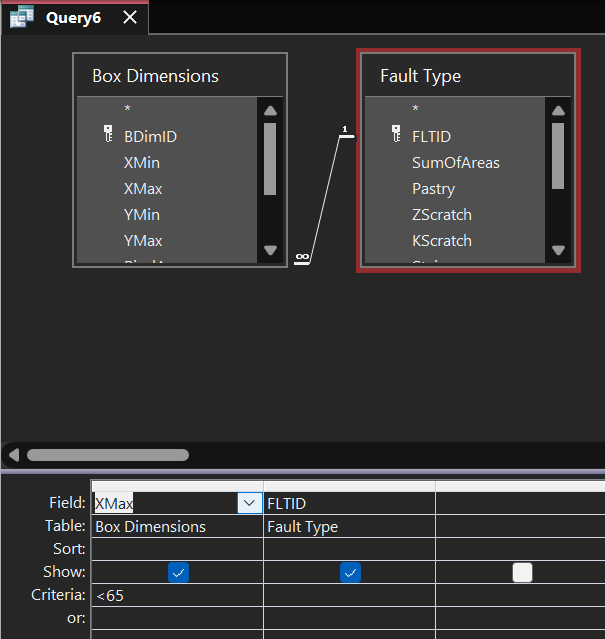 Query6
Box Dimensions
*
BDimID
XMin
XMax
YMin
YMax
1
∞
Fault Type
*
FLTID
SumOfAreas
Pastry
ZScratch
KScratch
Field: XMax FLTID
Table: Box Dimensions Fault Type
Sort:
Show:
Criteria: <65
or: